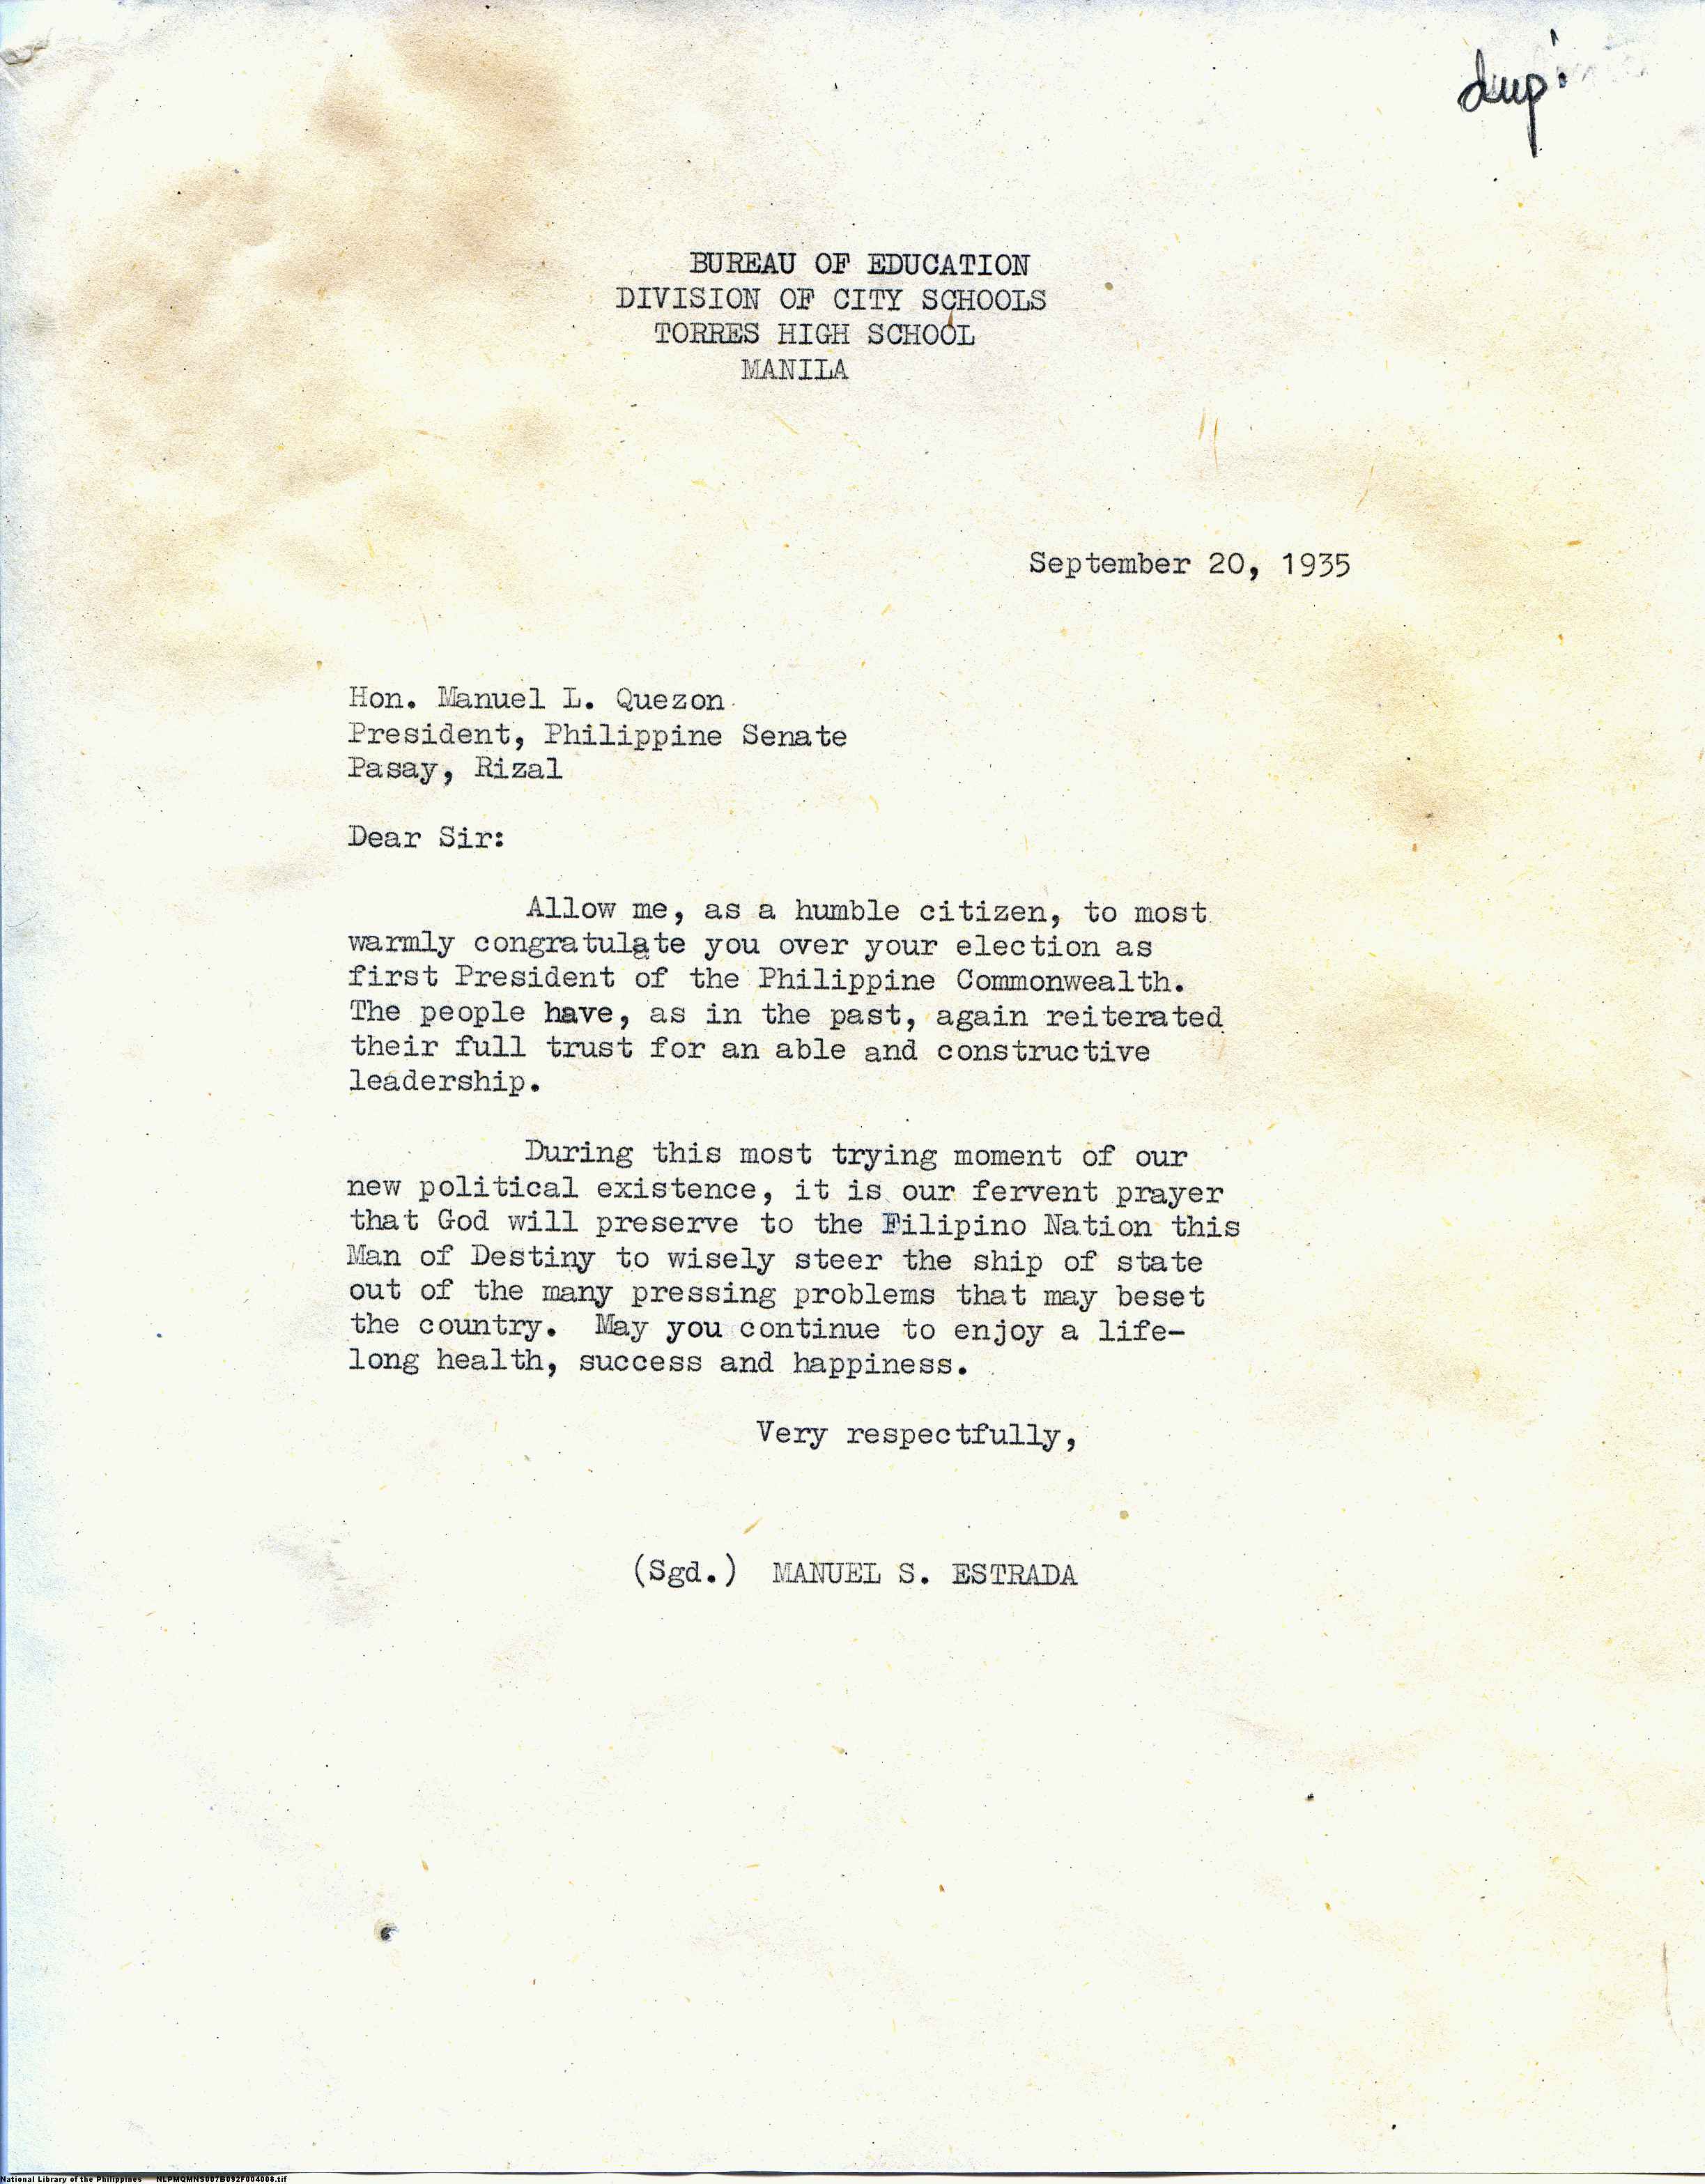 dup.
BUREAU OF EDUCATION
DIVISION OF CITY SCHOOLS
TORRES HIGH SCHOOL
MANILA
September 20, 1935
Hon. Manuel L. Quezon
President, Philippine Senate
Pasay, Rizal
Dear Sir:
Allow me, as a humble citizen, to most
warmly congratulate you over your election as
first President of the Philippine Commonwealth.
The people have, as in the past, again reiterated
their full trust for an able and constructive
leadership.
During this most trying moment of our
new political existence, it is our fervent prayer
that God will preserve to the Filipino Nation this
Man of Destiny to wisely steer the ship of state
out of the many pressing problems that may beset
the country. May you continue to enjoy a life-
long health, success and happiness.
Very respectfully,
(Sgd.) MANUEL S. ESTRADA
National Library of the Philippines NLPMQMNS007B092F004008.tif